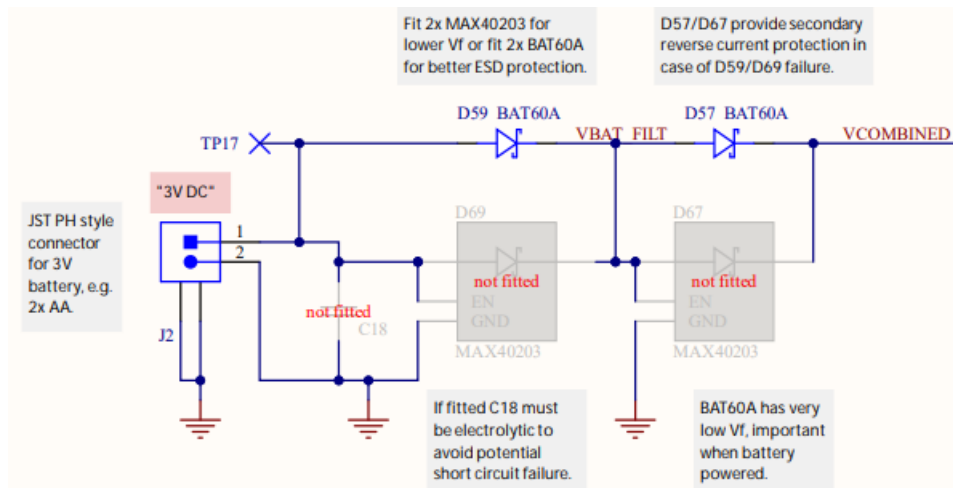 Fit 2x MAX40203 for
lower Vf or fit 2x BAT60A
for better ESD protection.
D57/D67 provide secondary
reverse current protection in
case of D59/D69 failure.
D59 BAT60A
D57 BAT60A
TP17
VBAT_FILT
VCOMBINED
"3V DC"
JST PH style
connector
for 3V
battery, e.g.
2x AA.
1
2
J2
not fitted
C18
D69
not fitted
EN
GND
MAX40203
D67
not fitted
EN
GND
MAX40203
If fitted C18 must
be electrolytic to
avoid potential
short circuit failure.
BAT60A has very
low Vf, important
when battery
powered.